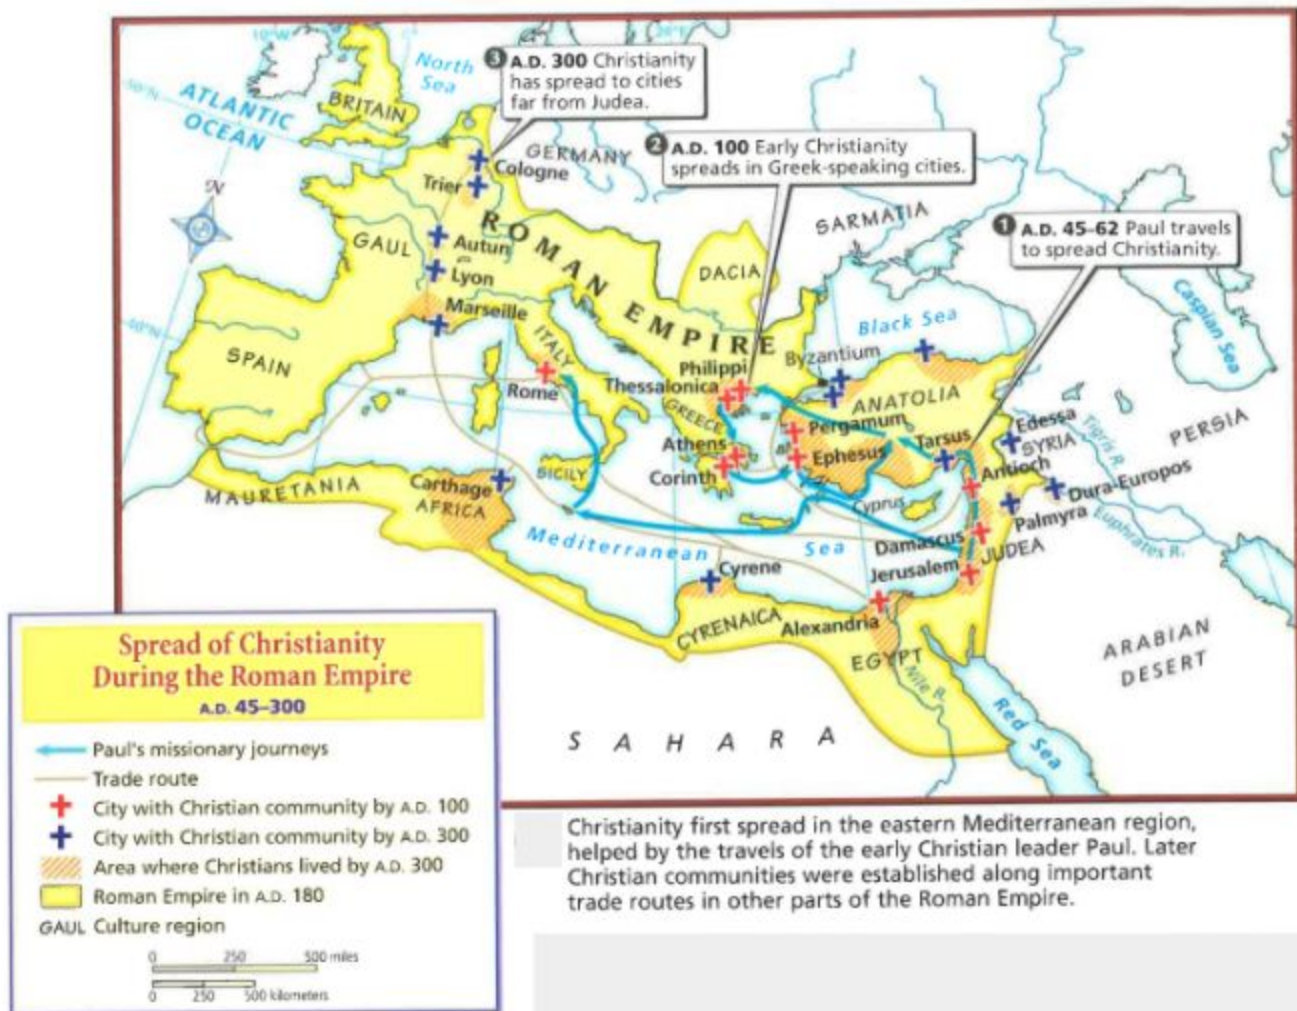 10°W
0°
20°E
50°N
40°N
ATLANTIC
OCEAN
North
Sea
BRITAIN
③ A.D. 300 Christianity
has spread to cities
far from Judea.
GERMANY
② A.D. 100 Early Christianity
spreads in Greek-speaking cities.
① A.D. 45–62 Paul travels
to spread Christianity.
N
Cologne
Trier
GAUL
Autun
Lyon
Marseille
ROMAN EMPIRE
SARMATIA
DACIA
Black Sea
Caspian Sea
SPAIN
ITALY
Rome
Philippi
Thessalonica
Byzantium
GREECE
ANATOLIA
Pergamum
Athens
Ephesus
Corinth
Tarsus
Edessa
SYRIA
Tigris R.
PERSIA
Antioch
Dura-Europos
Palmyra
Euphrates R.
Cyprus
Damascus
JUDEA
Jerusalem
SICILY
MAURETANIA
Carthage
AFRICA
Mediterranean Sea
Cyrene
CYRENAICA
Alexandria
EGYPT
Nile R.
ARABIAN
DESERT
Red Sea
SAHARA
Spread of Christianity
During the Roman Empire
A.D. 45–300
Paul's missionary journeys
Trade route
City with Christian community by A.D. 100
City with Christian community by A.D. 300
Area where Christians lived by A.D. 300
Roman Empire in A.D. 180
GAUL Culture region
0 250 500 miles
0 250 500 kilometers
Christianity first spread in the eastern Mediterranean region,
helped by the travels of the early Christian leader Paul. Later
Christian communities were established along important
trade routes in other parts of the Roman Empire.